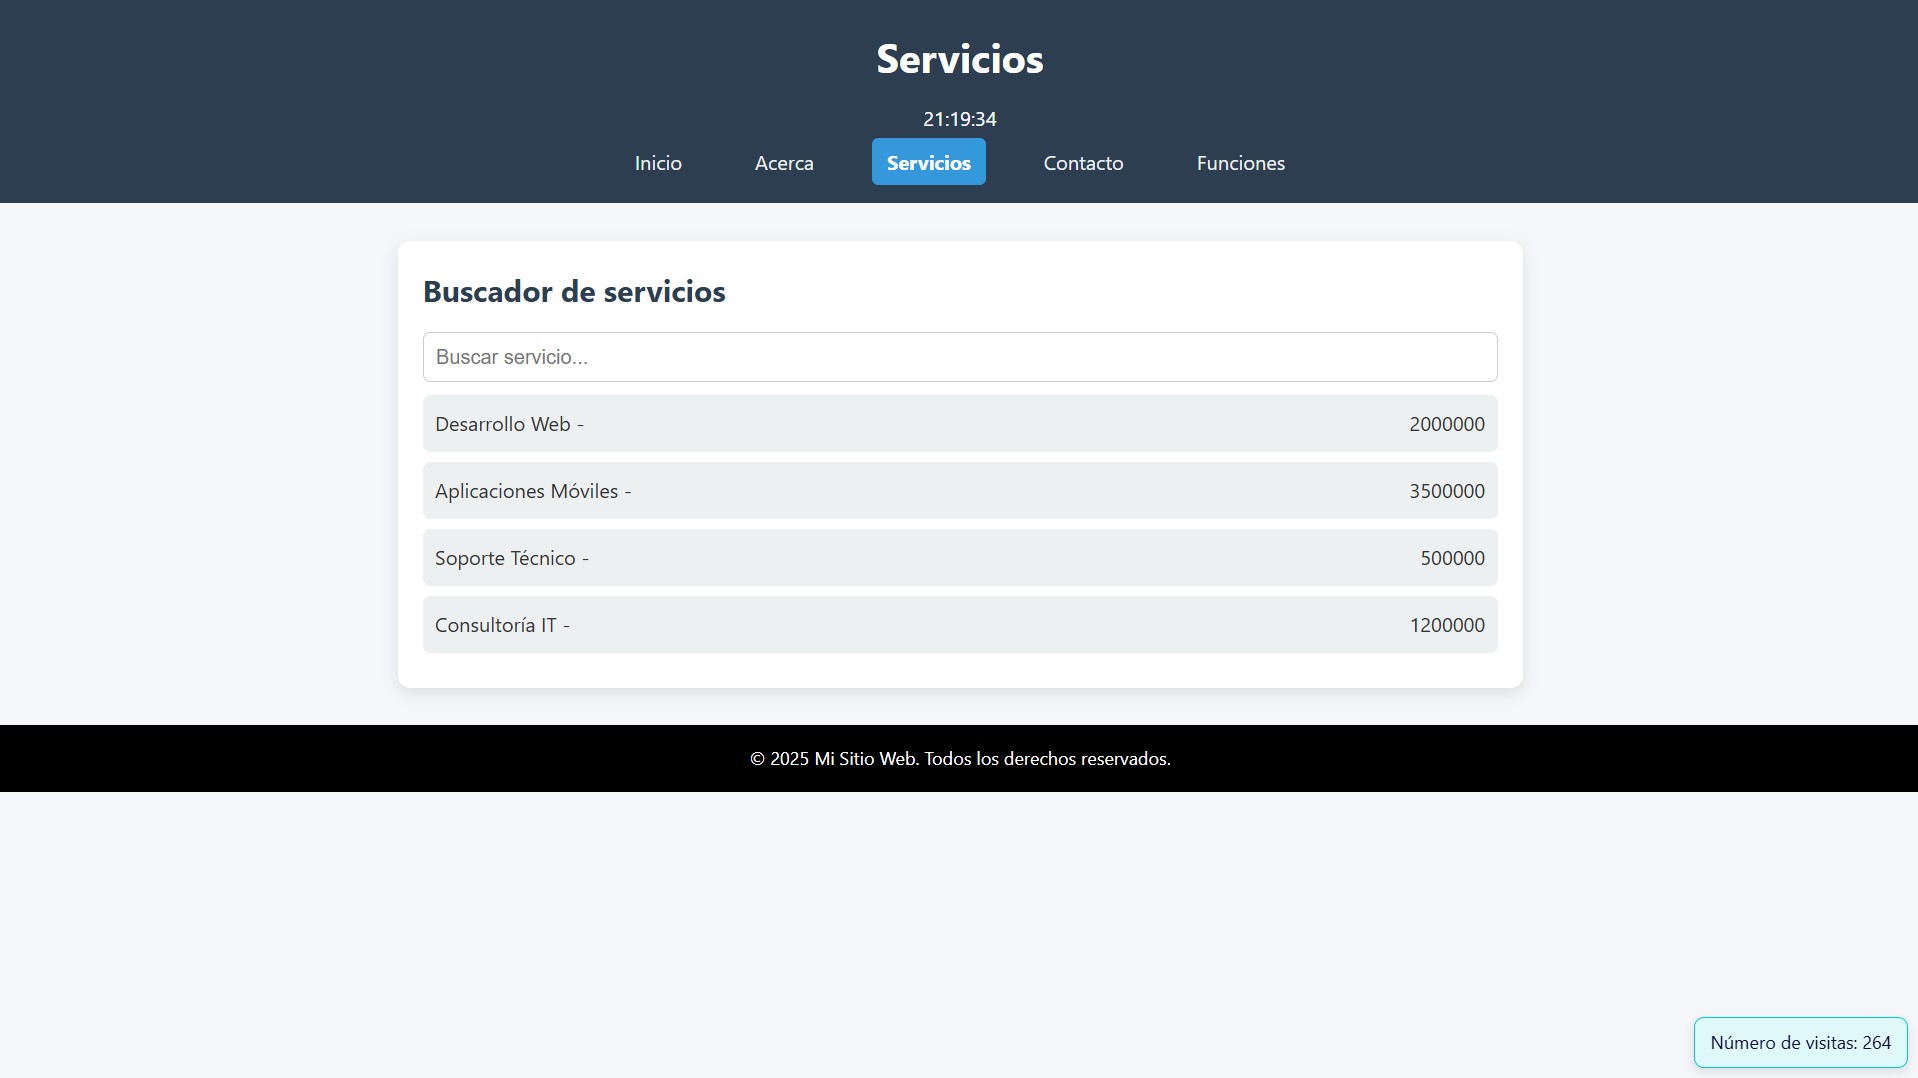 Servicios
21:19:34
Inicio Acerca Servicios Contacto Funciones
Buscador de servicios
Buscar servicio...
Desarrollo Web - 2000000
Aplicaciones Móviles - 3500000
Soporte Técnico - 500000
Consultoría IT - 1200000
© 2025 Mi Sitio Web. Todos los derechos reservados.
Número de visitas: 264